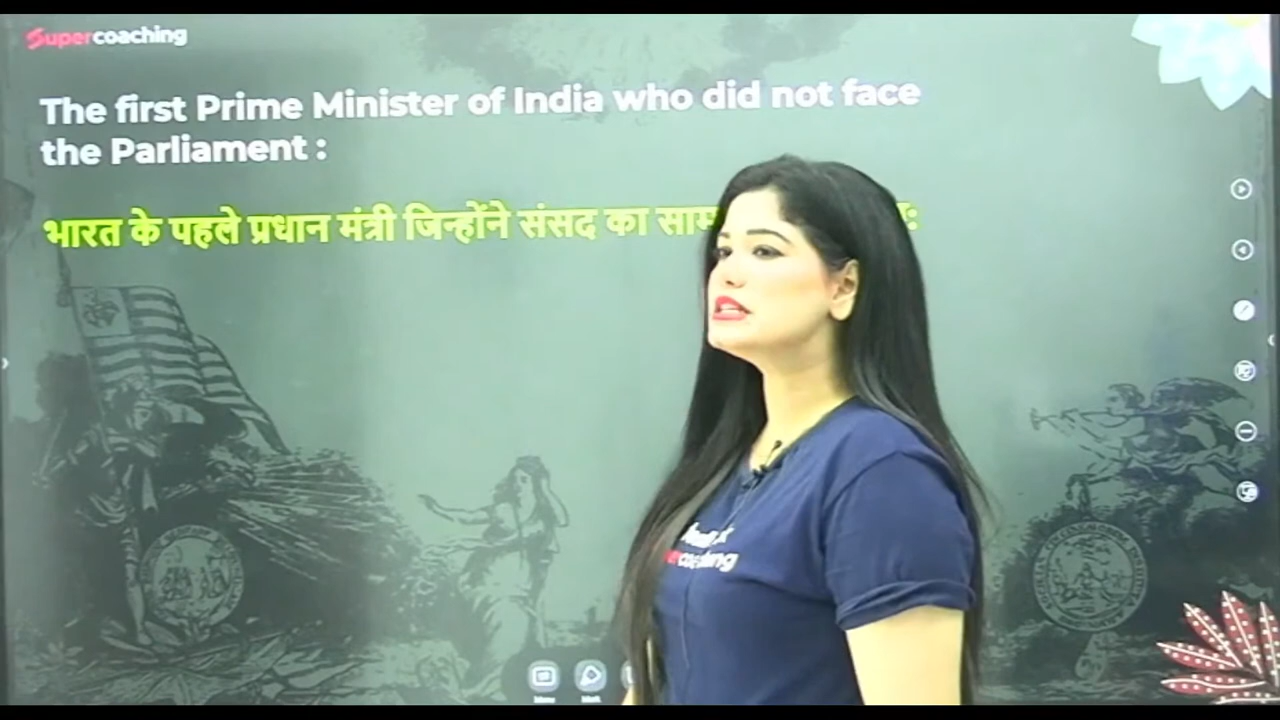 Supercoaching
The first Prime Minister of India who did not face
the Parliament :
भारत के पहले प्रधान मंत्री जिन्होंने संसद का
coaching